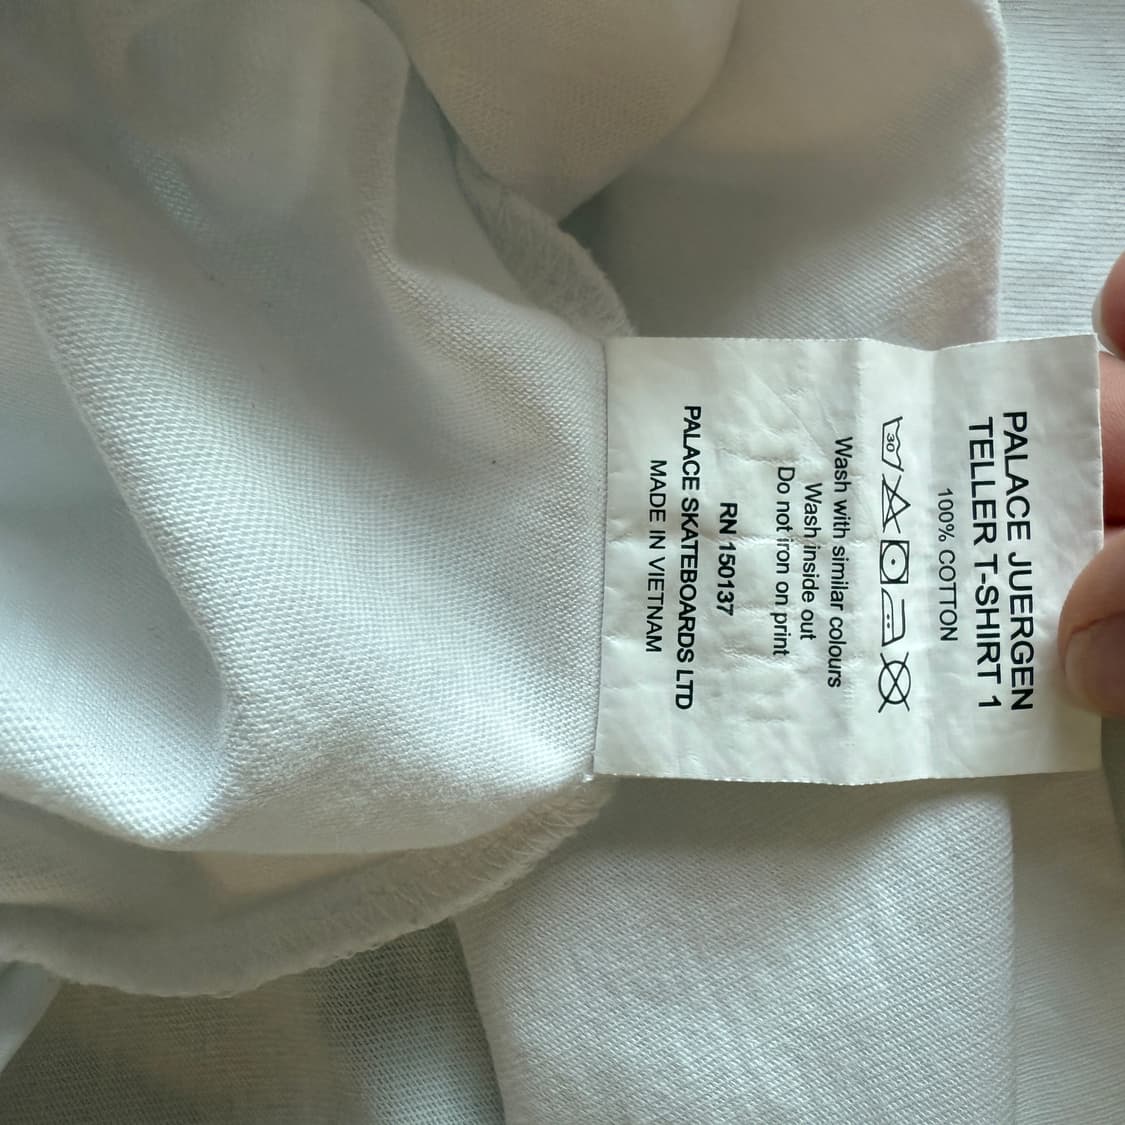 PALACE JUERGEN
TELLER T-SHIRT 1
100% COTTON
30
Wash with similar colours
Wash inside out
Do not iron on print
RN 150137
PALACE SKATEBOARDS LTD
MADE IN VIETNAM